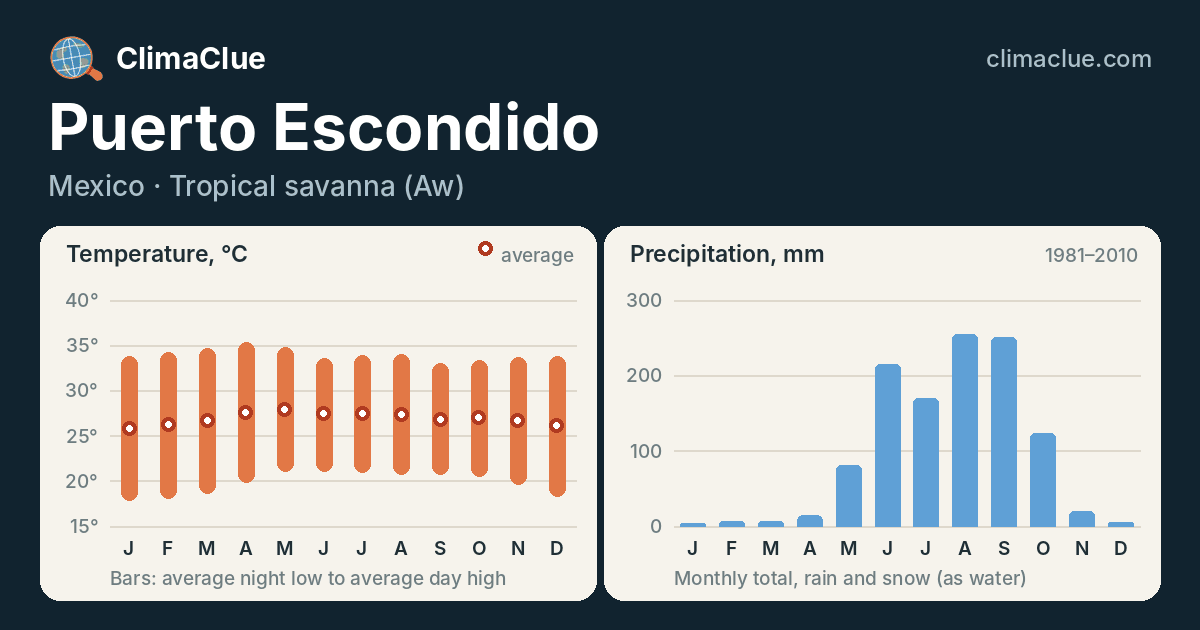 ClimaClue
climaclue.com
Puerto Escondido
Mexico · Tropical savanna (Aw)
Temperature, °C
average
40°
35°
30°
25°
20°
15°
J F M A M J J A S O N D
Bars: average night low to average day high
Precipitation, mm
1981–2010
300
200
100
0
J F M A M J J A S O N D
Monthly total, rain and snow (as water)